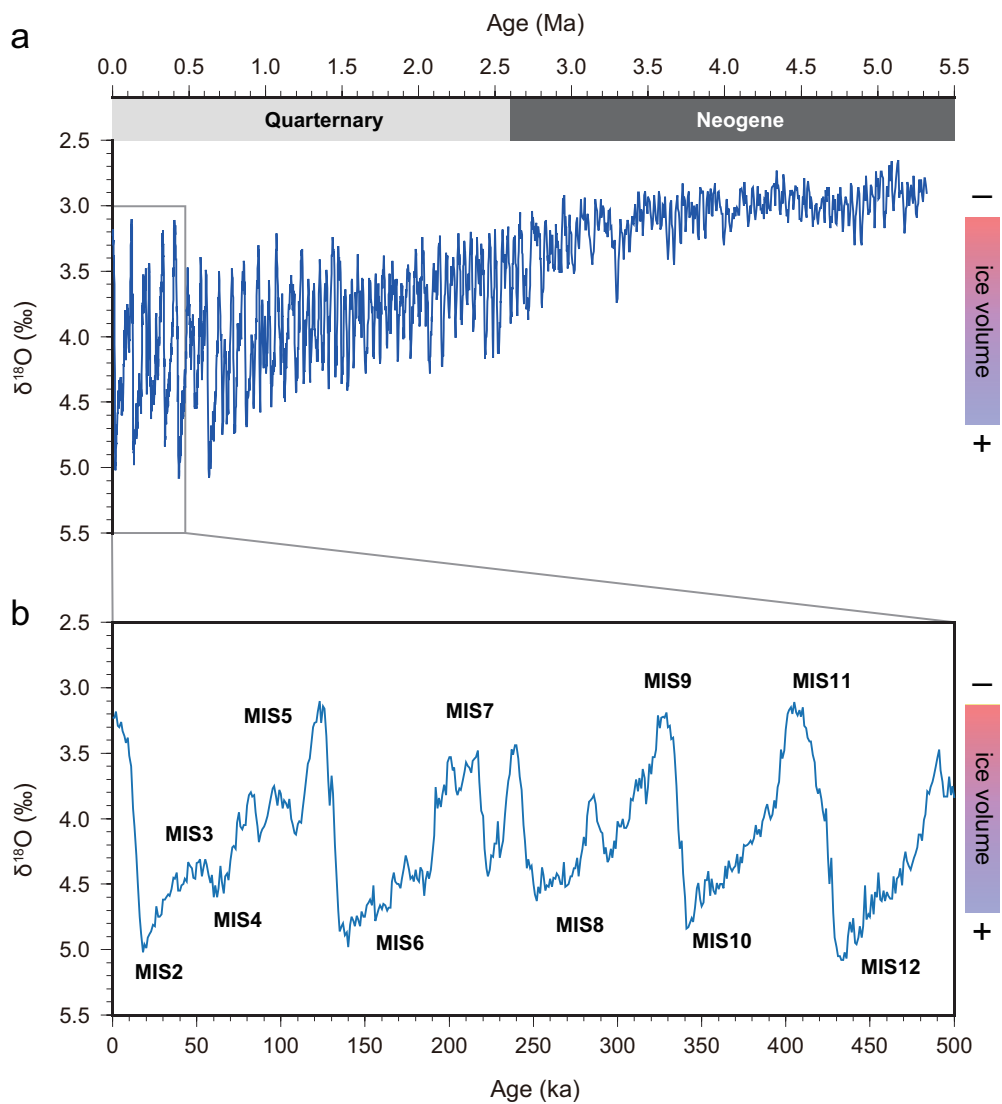 a
Age (Ma)
0.0 0.5 1.0 1.5 2.0 2.5 3.0 3.5 4.0 4.5 5.0 5.5
Quarternary Neogene
2.5
3.0
3.5
4.0
4.5
5.0
5.5
δ¹⁸O (‰)
–
ice volume
+
b
2.5
3.0
3.5
4.0
4.5
5.0
5.5
δ¹⁸O (‰)
MIS9 MIS11
MIS5 MIS7
MIS3
MIS4
MIS8
MIS6 MIS10
MIS2 MIS12
–
ice volume
+
0 50 100 150 200 250 300 350 400 450 500
Age (ka)